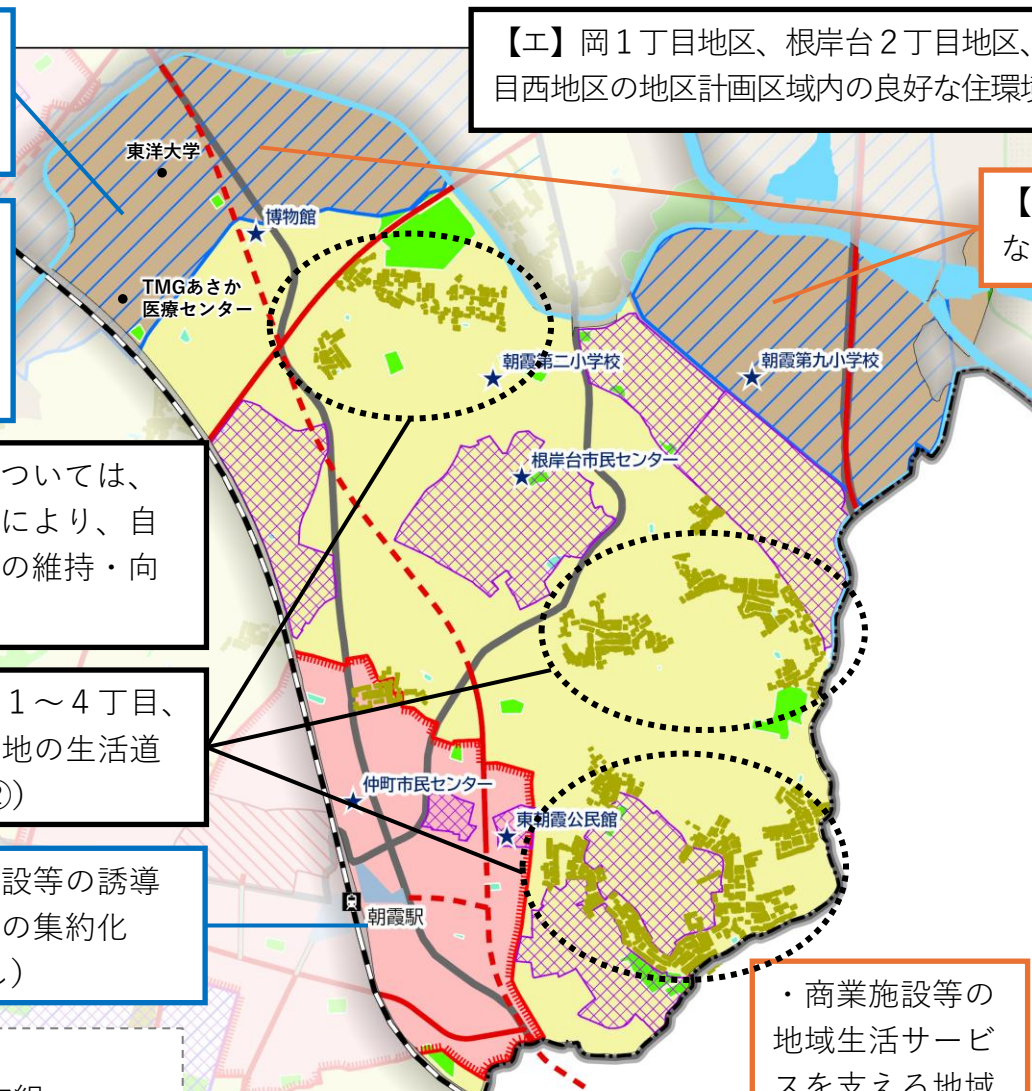 【エ】岡１丁目地区、根岸台２丁目地区、
目西地区の地区計画区域内の良好な住環境
東洋大学
【
な
博物館
TMGあさか
医療センター
朝霞第二小学校
朝霞第九小学校
ついては、
により、自
の維持・向
根岸台市民センター
１～４丁目、
地の生活道
②）
仲町市民センター
東朝霞公民館
設等の誘導
の集約化
し）
朝霞駅
・商業施設等の
地域生活サービ
スを支える地域